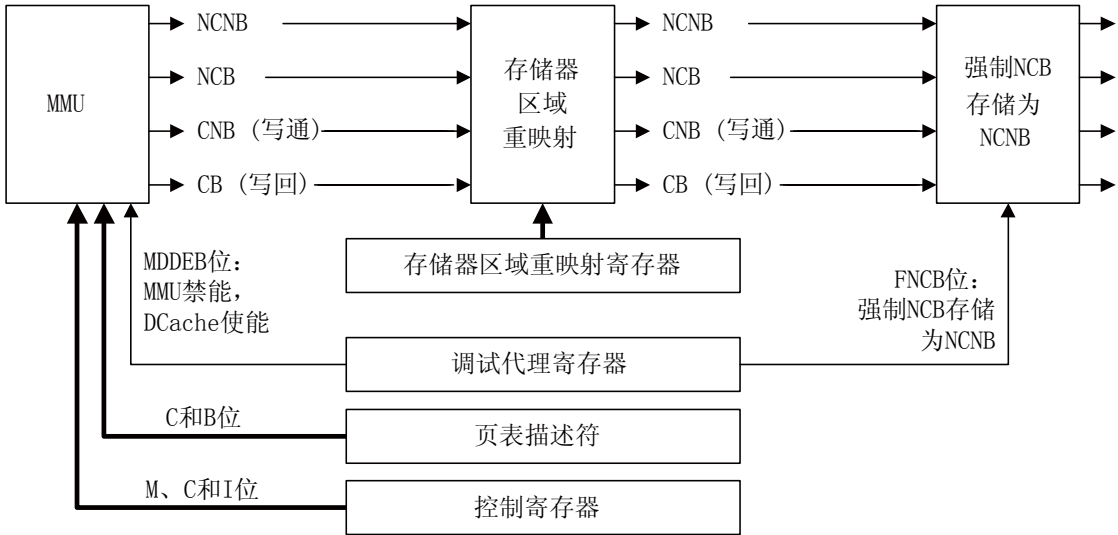 MMU
NCNB
NCB
CNB (写通)
CB (写回)
存储器
区域
重映射
NCNB
NCB
CNB (写通)
CB (写回)
强制NCB
存储为
NCNB
MDDEB位:
MMU禁能,
DCache使能
存储器区域重映射寄存器
FNCB位:
强制NCB存储
为NCNB
调试代理寄存器
C和B位
页表描述符
M、C和I位
控制寄存器